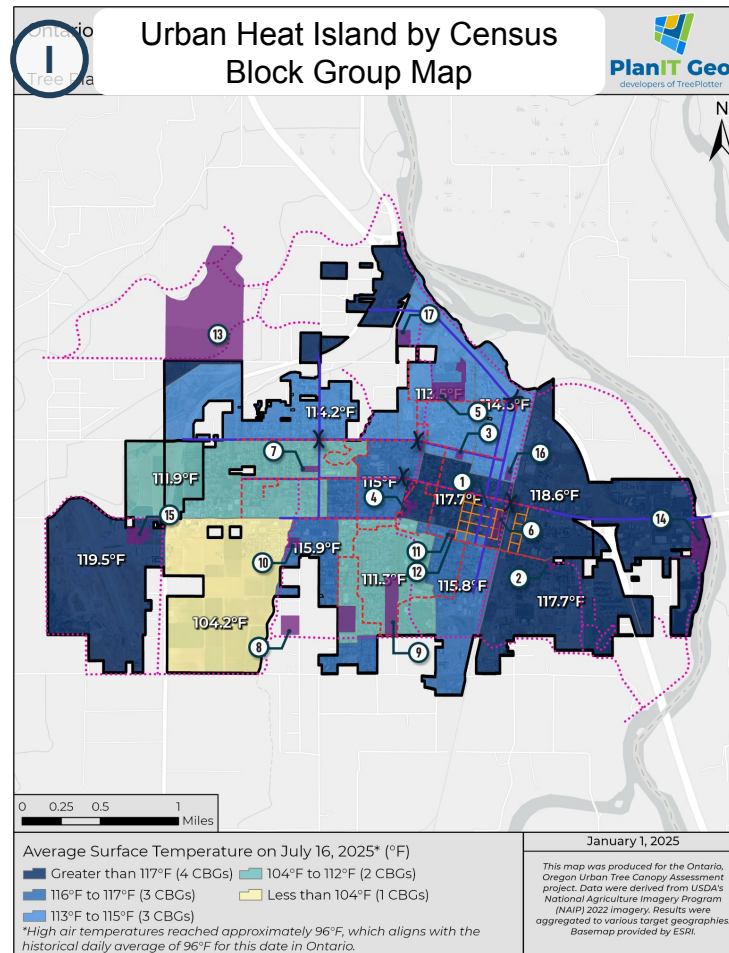 Ontario
I
Tree Pla
Urban Heat Island by Census
Block Group Map
PlanIT Geo
developers of TreePlotter
N
13
17
113.5°F
114.5°F
114.2°F
5
3
7
16
111.9°F
115°F
1
117.7°F
118.6°F
4
15
14
119.5°F
10
115.9°F
11
12
6
111.3°F
115.8°F
2
117.7°F
104.2°F
8
9
0 0.25 0.5 1
Miles
Average Surface Temperature on July 16, 2025* (°F)
Greater than 117°F (4 CBGs)
104°F to 112°F (2 CBGs)
116°F to 117°F (3 CBGs)
Less than 104°F (1 CBGs)
113°F to 115°F (3 CBGs)
*High air temperatures reached approximately 96°F, which aligns with the
historical daily average of 96°F for this date in Ontario.
January 1, 2025
This map was produced for the Ontario,
Oregon Urban Tree Canopy Assessment
project. Data were derived from USDA's
National Agriculture Imagery Program
(NAIP) 2022 imagery. Results were
aggregated to various target geographies.
Basemap provided by ESRI.